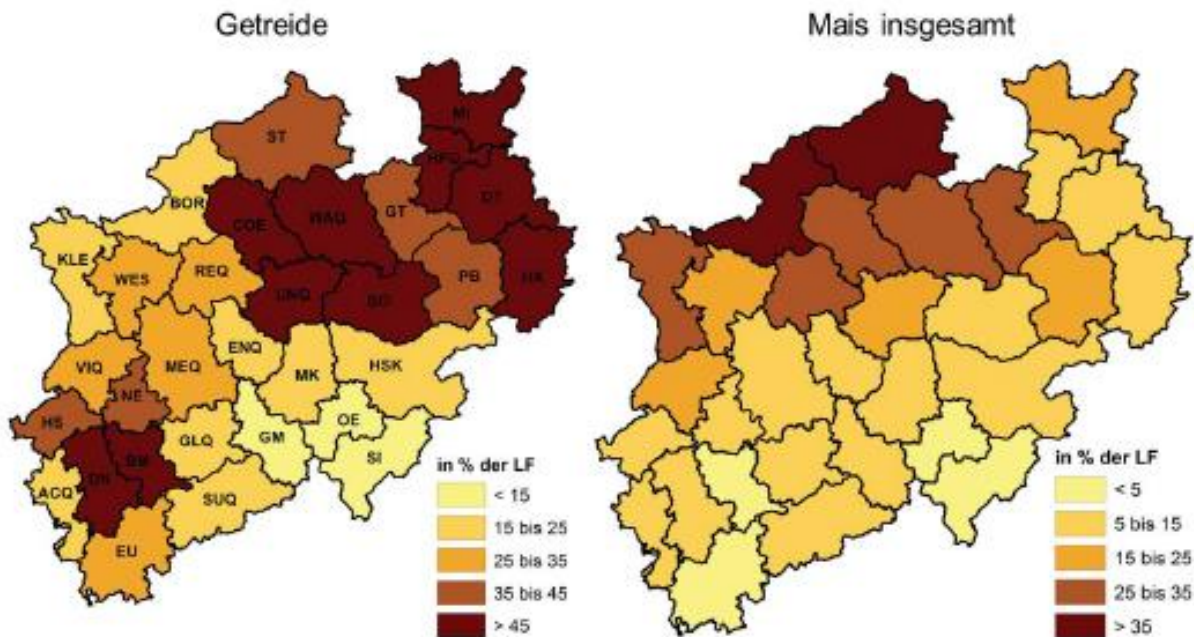 Getreide
Mais insgesamt
MI
ST
HFQ
DT
BOR
COE
WAQ
GT
KLE
WES
REQ
PB
HX
UNQ
SO
VIQ
MEQ
ENQ
MK
HSK
NE
HS
GLQ
GM
OE
SI
BM
DN
ACQ
SUQ
EU
in % der LF
< 15
15 bis 25
25 bis 35
35 bis 45
> 45
in % der LF
< 5
5 bis 15
15 bis 25
25 bis 35
> 35